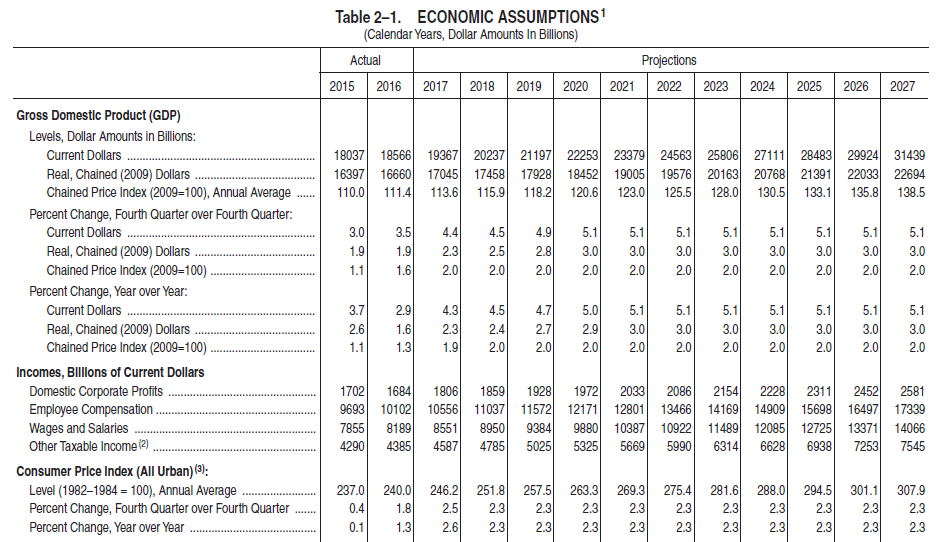 Table 2–1. ECONOMIC ASSUMPTIONS 1
(Calendar Years, Dollar Amounts In Billions)
Actual Projections
2015 2016 2017 2018 2019 2020 2021 2022 2023 2024 2025 2026 2027
Gross Domestic Product (GDP)
Levels, Dollar Amounts in Billions:
Current Dollars 18037 18566 19367 20237 21197 22253 23379 24563 25806 27111 28483 29924 31439
Real, Chained (2009) Dollars 16397 16660 17045 17458 17928 18452 19005 19576 20163 20768 21391 22033 22694
Chained Price Index (2009=100), Annual Average 110.0 111.4 113.6 115.9 118.2 120.6 123.0 125.5 128.0 130.5 133.1 135.8 138.5
Percent Change, Fourth Quarter over Fourth Quarter:
Current Dollars 3.0 3.5 4.4 4.5 4.9 5.1 5.1 5.1 5.1 5.1 5.1 5.1 5.1
Real, Chained (2009) Dollars 1.9 1.9 2.3 2.5 2.8 3.0 3.0 3.0 3.0 3.0 3.0 3.0 3.0
Chained Price Index (2009=100) 1.1 1.6 2.0 2.0 2.0 2.0 2.0 2.0 2.0 2.0 2.0 2.0 2.0
Percent Change, Year over Year:
Current Dollars 3.7 2.9 4.3 4.5 4.7 5.0 5.1 5.1 5.1 5.1 5.1 5.1 5.1
Real, Chained (2009) Dollars 2.6 1.6 2.3 2.4 2.7 2.9 3.0 3.0 3.0 3.0 3.0 3.0 3.0
Chained Price Index (2009=100) 1.1 1.3 1.9 2.0 2.0 2.0 2.0 2.0 2.0 2.0 2.0 2.0 2.0
Incomes, Billions of Current Dollars
Domestic Corporate Profits 1702 1684 1806 1859 1928 1972 2033 2086 2154 2228 2311 2452 2581
Employee Compensation 9693 10102 10556 11037 11572 12171 12801 13466 14169 14909 15698 16497 17339
Wages and Salaries 7855 8189 8551 8950 9384 9880 10387 10922 11489 12085 12725 13371 14066
Other Taxable Income (2) 4290 4385 4587 4785 5025 5325 5669 5990 6314 6628 6938 7253 7545
Consumer Price Index (All Urban) (3):
Level (1982–1984 = 100), Annual Average 237.0 240.0 246.2 251.8 257.5 263.3 269.3 275.4 281.6 288.0 294.5 301.1 307.9
Percent Change, Fourth Quarter over Fourth Quarter 0.4 1.8 2.5 2.3 2.3 2.3 2.3 2.3 2.3 2.3 2.3 2.3 2.3
Percent Change, Year over Year 0.1 1.3 2.6 2.3 2.3 2.3 2.3 2.3 2.3 2.3 2.3 2.3 2.3